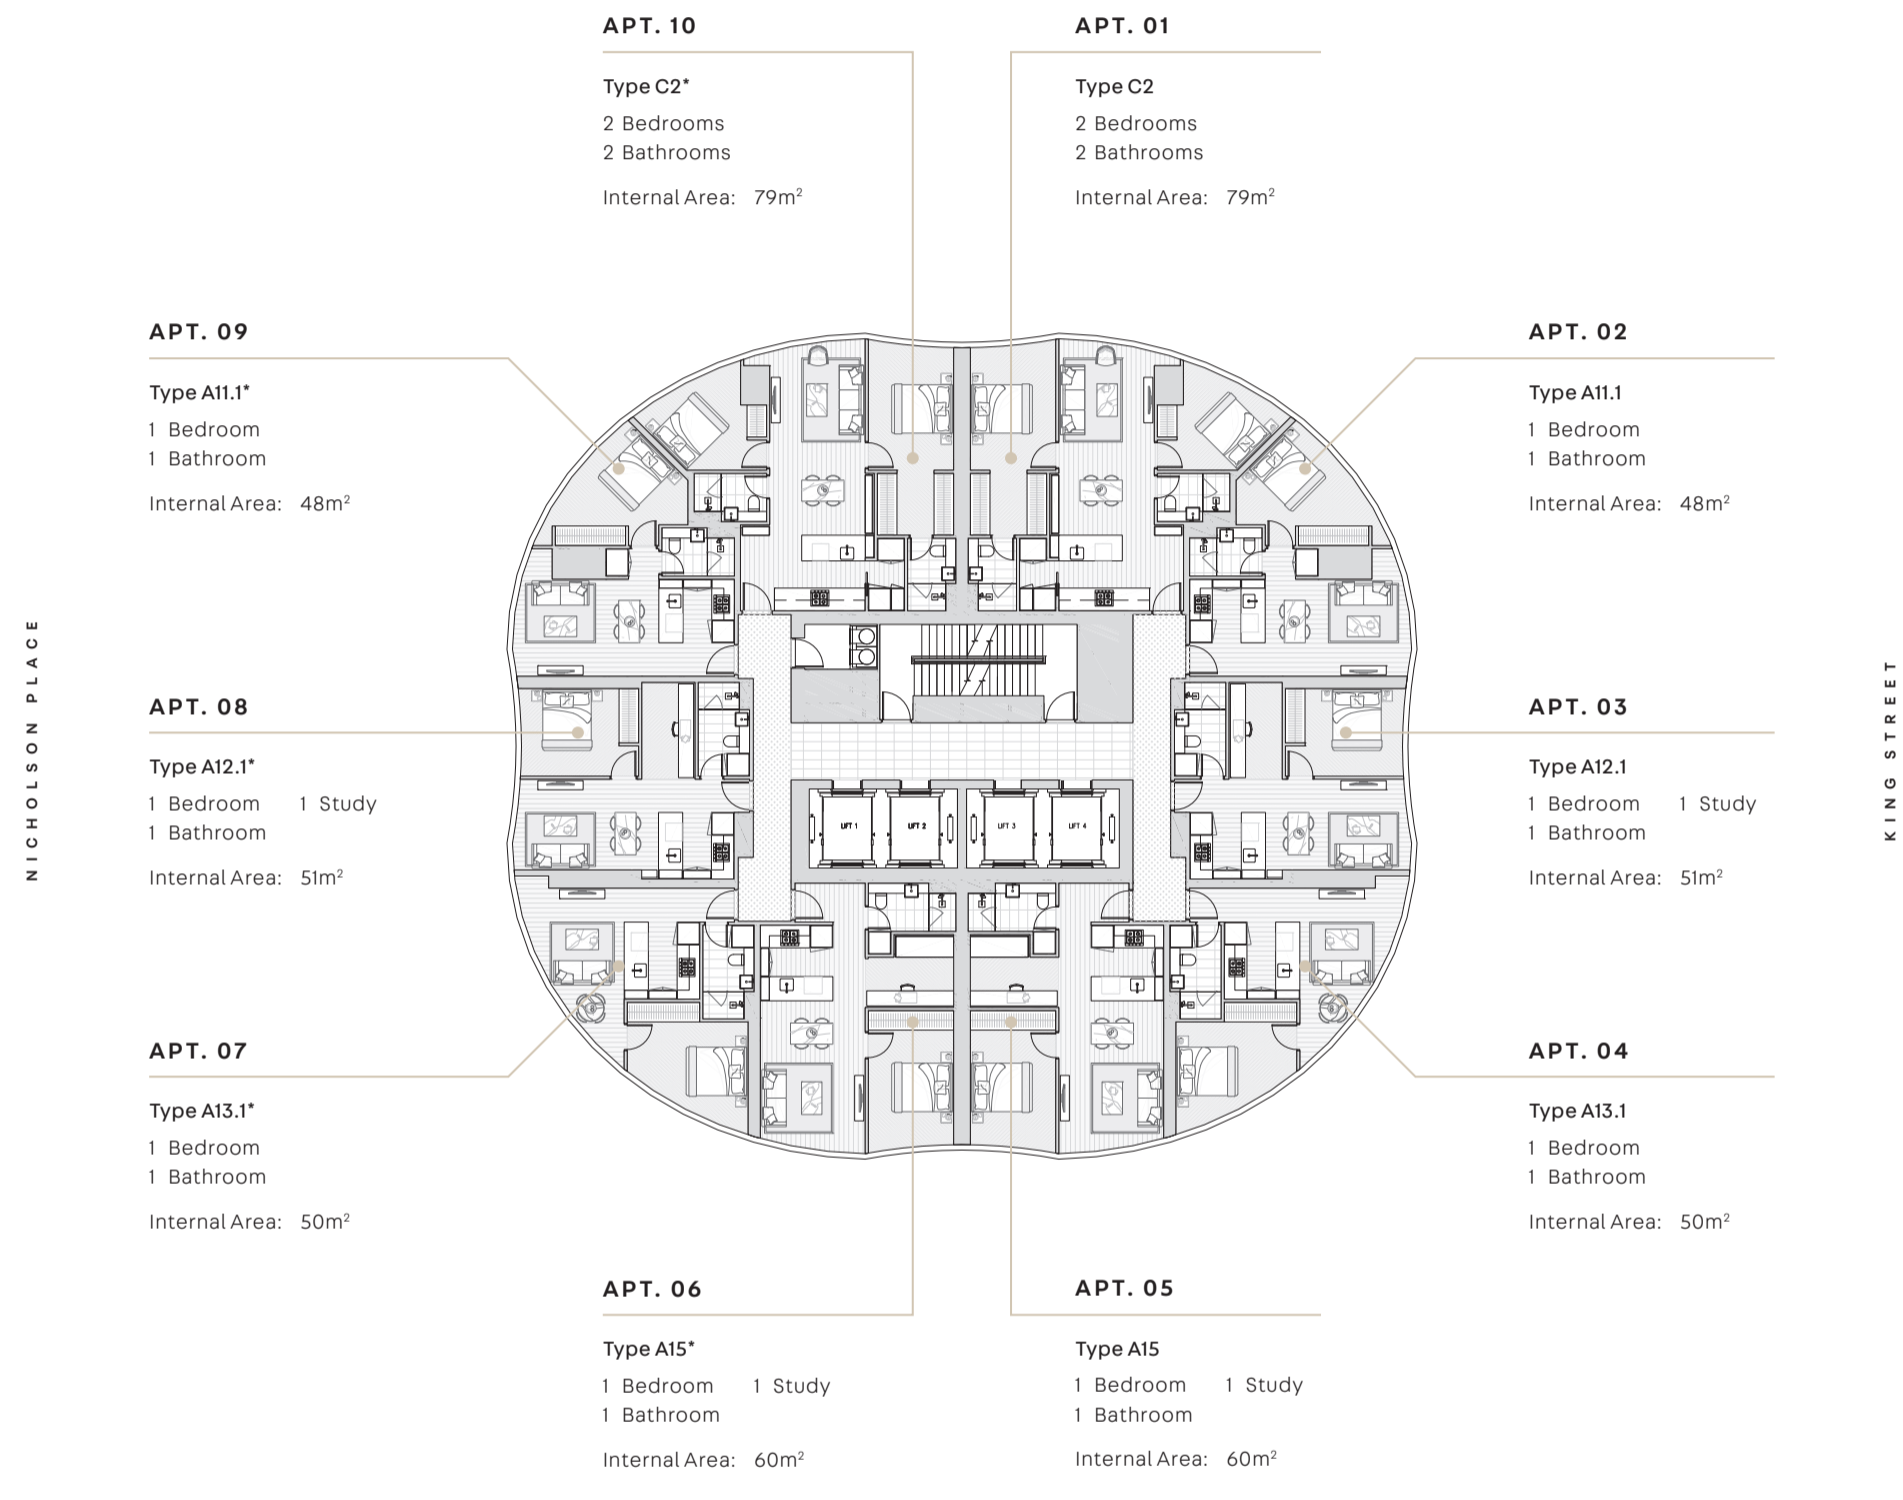 APT. 10
Type C2*
2 Bedrooms
2 Bathrooms
Internal Area: 79m²
APT. 01
Type C2
2 Bedrooms
2 Bathrooms
Internal Area: 79m²
APT. 09
Type A11.1*
1 Bedroom
1 Bathroom
Internal Area: 48m²
APT. 02
Type A11.1
1 Bedroom
1 Bathroom
Internal Area: 48m²
NICHOLSON PLACE
KING STREET
APT. 08
Type A12.1*
1 Bedroom 1 Study
1 Bathroom
Internal Area: 51m²
LIFT 1
LIFT 2
LIFT 3
LIFT 4
APT. 03
Type A12.1
1 Bedroom 1 Study
1 Bathroom
Internal Area: 51m²
APT. 07
Type A13.1*
1 Bedroom
1 Bathroom
Internal Area: 50m²
APT. 04
Type A13.1
1 Bedroom
1 Bathroom
Internal Area: 50m²
APT. 06
Type A15*
1 Bedroom 1 Study
1 Bathroom
Internal Area: 60m²
APT. 05
Type A15
1 Bedroom 1 Study
1 Bathroom
Internal Area: 60m²